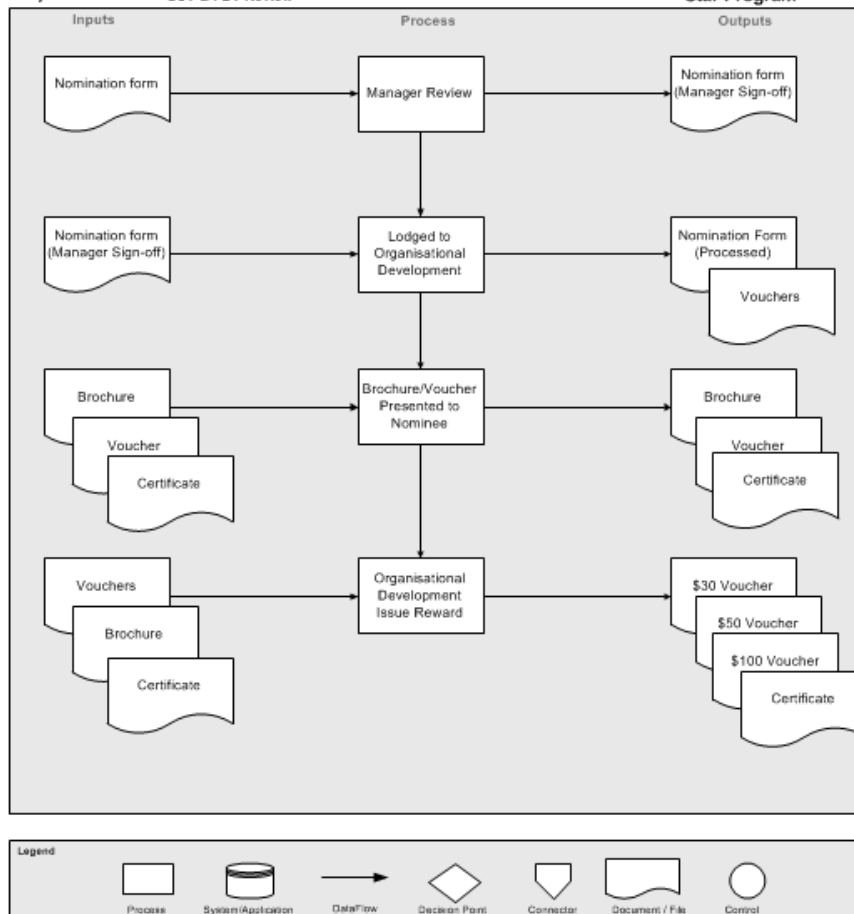 Star Program
Inputs
Process
Outputs
Nomination form
Manager Review
Nomination form
(Manager Sign-off)
Nomination form
(Manager Sign-off)
Lodged to
Organisational
Development
Nomination Form
(Processed)
Vouchers
Brochure
Voucher
Certificate
Brochure/Voucher
Presented to
Nominee
Brochure
Voucher
Certificate
Vouchers
Brochure
Certificate
Organisational
Development
Issue Reward
$30 Voucher
$50 Voucher
$100 Voucher
Certificate
Legend
Process
System/Application
DataFlow
Decision Point
Connector
Document / File
Control